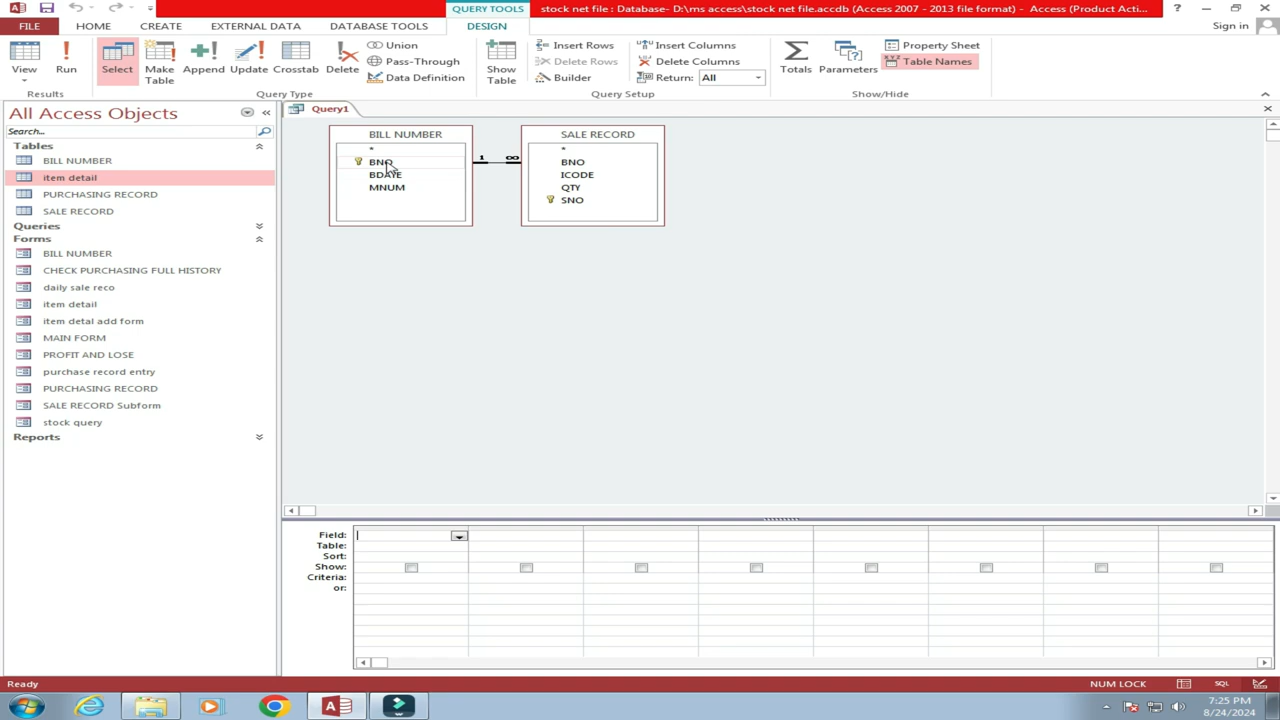 QUERY TOOLS
stock net file : Database- D:\ms access\stock net file.accdb (Access 2007 - 2013 file format) - Access (Product Acti...
FILE HOME CREATE EXTERNAL DATA DATABASE TOOLS DESIGN
Sign in
View
Run
Select
Make Table
Append
Update
Crosstab
Delete
Union
Pass-Through
Data Definition
Show Table
Insert Rows
Delete Rows
Builder
Insert Columns
Delete Columns
Return: All
Totals
Parameters
Property Sheet
Table Names
Results
Query Type
Query Setup
Show/Hide
All Access Objects
Search...
Tables
BILL NUMBER
item detail
PURCHASING RECORD
SALE RECORD
Queries
Forms
BILL NUMBER
CHECK PURCHASING FULL HISTORY
daily sale reco
item detail
item detal add form
MAIN FORM
PROFIT AND LOSE
purchase record entry
PURCHASING RECORD
SALE RECORD Subform
stock query
Reports
Query1
BILL NUMBER
*
BNO
BDATE
MNUM
1 ∞
SALE RECORD
*
BNO
ICODE
QTY
SNO
Field:
Table:
Sort:
Show:
Criteria:
or:
Ready
NUM LOCK
SQL
7:25 PM
8/24/2024